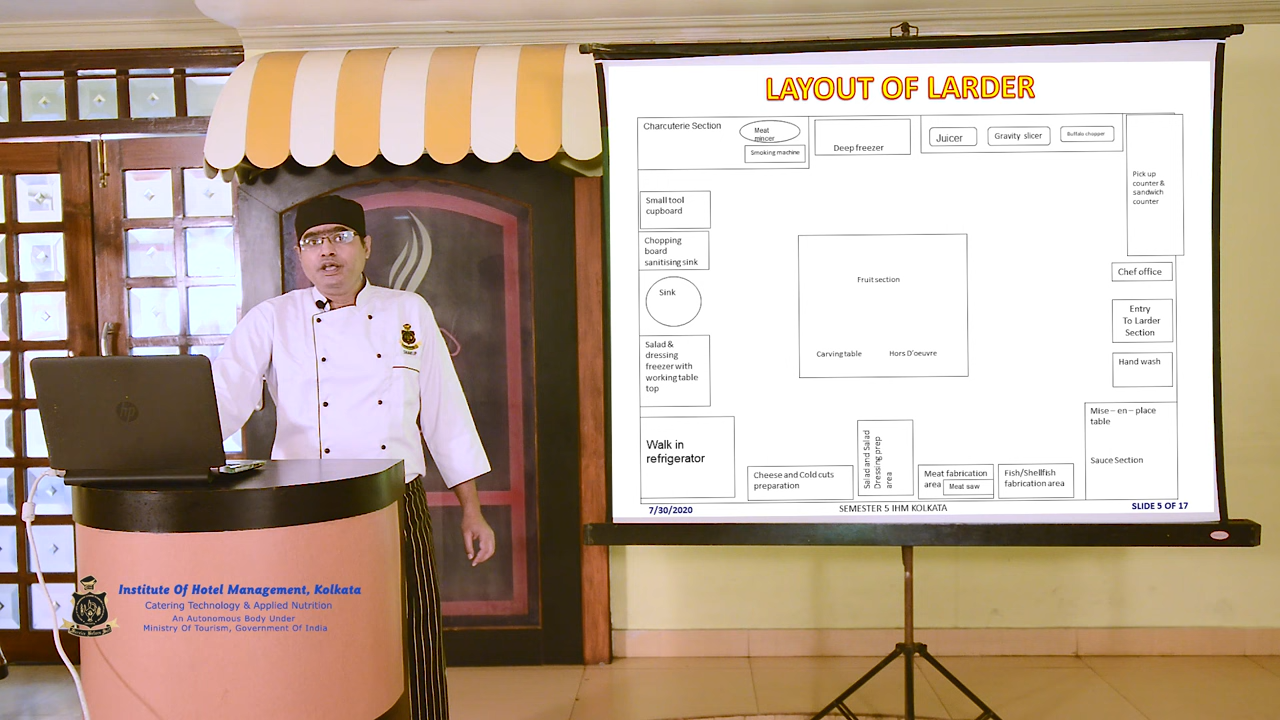 LAYOUT OF LARDER
Charcuterie Section
Meat
mincer
Smoking machine
Deep freezer
Juicer
Gravity slicer
Buffalo chopper
Pick up
counter &
sandwich
counter
Small tool
cupboard
Chopping
board
sanitising sink
Sink
Salad &
dressing
freezer with
working table
top
Walk in
refrigerator
Fruit section
Carving table
Hors D'oeuvre
Chef office
Entry
To Larder
Section
Hand wash
Mise – en – place
table
Sauce Section
Cheese and Cold cuts
preparation
Salad and Salad
Dressing prep
area
Meat fabrication
area
Meat saw
Fish/Shellfish
fabrication area
7/30/2020
SEMESTER 5 IHM KOLKATA
SLIDE 5 OF 17
hp
Institute Of Hotel Management, Kolkata
Catering Technology & Applied Nutrition
An Autonomous Body Under
Ministry Of Tourism, Government Of India